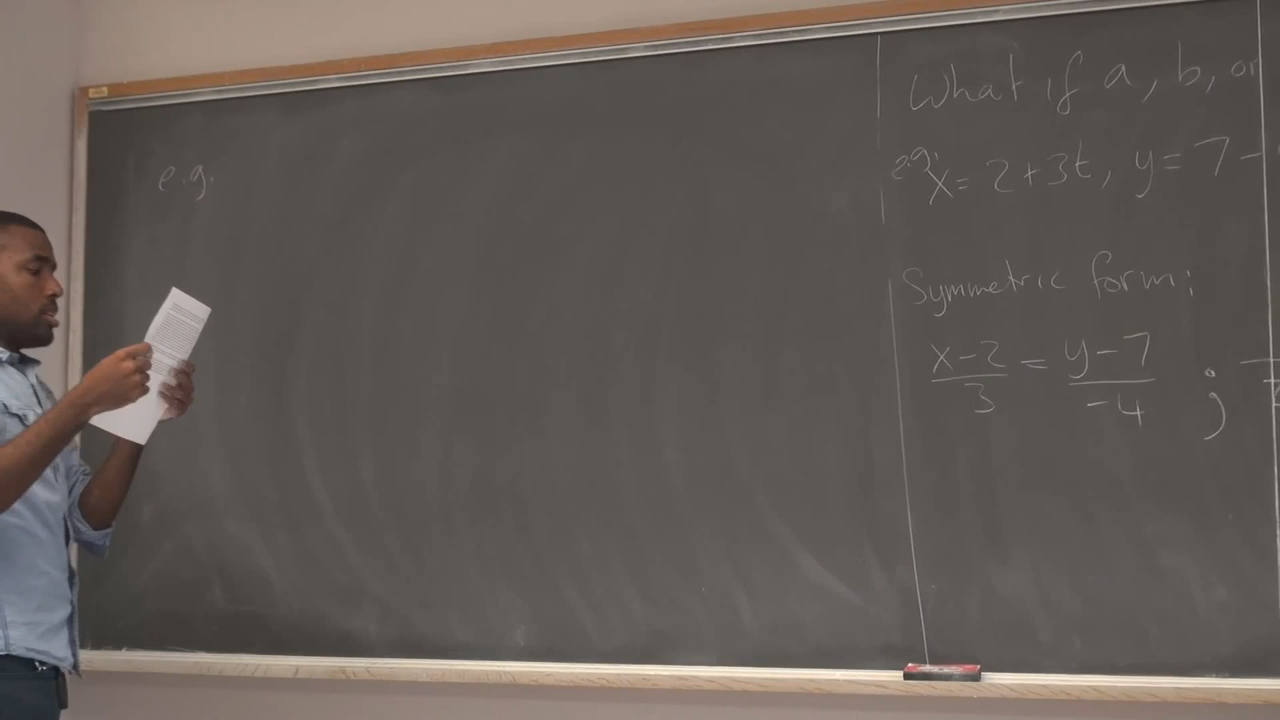 e.g.
What if a, b, or
e.g. x = 2+3t, y = 7 -
Symmetric form:
x-2/3 = y-7/-4 ;